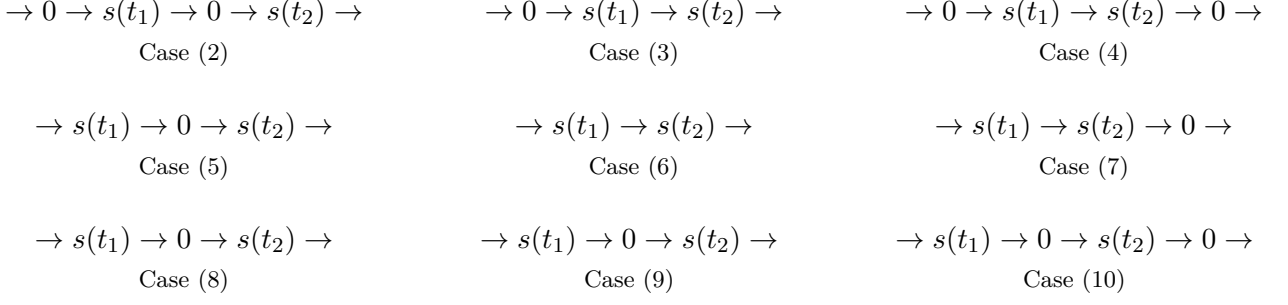 → 0 → s(t₁) → 0 → s(t₂) → → 0 → s(t₁) → s(t₂) → → 0 → s(t₁) → s(t₂) → 0 →
Case (2) Case (3) Case (4)
→ s(t₁) → 0 → s(t₂) → → s(t₁) → s(t₂) → → s(t₁) → s(t₂) → 0 →
Case (5) Case (6) Case (7)
→ s(t₁) → 0 → s(t₂) → → s(t₁) → 0 → s(t₂) → → s(t₁) → 0 → s(t₂) → 0 →
Case (8) Case (9) Case (10)